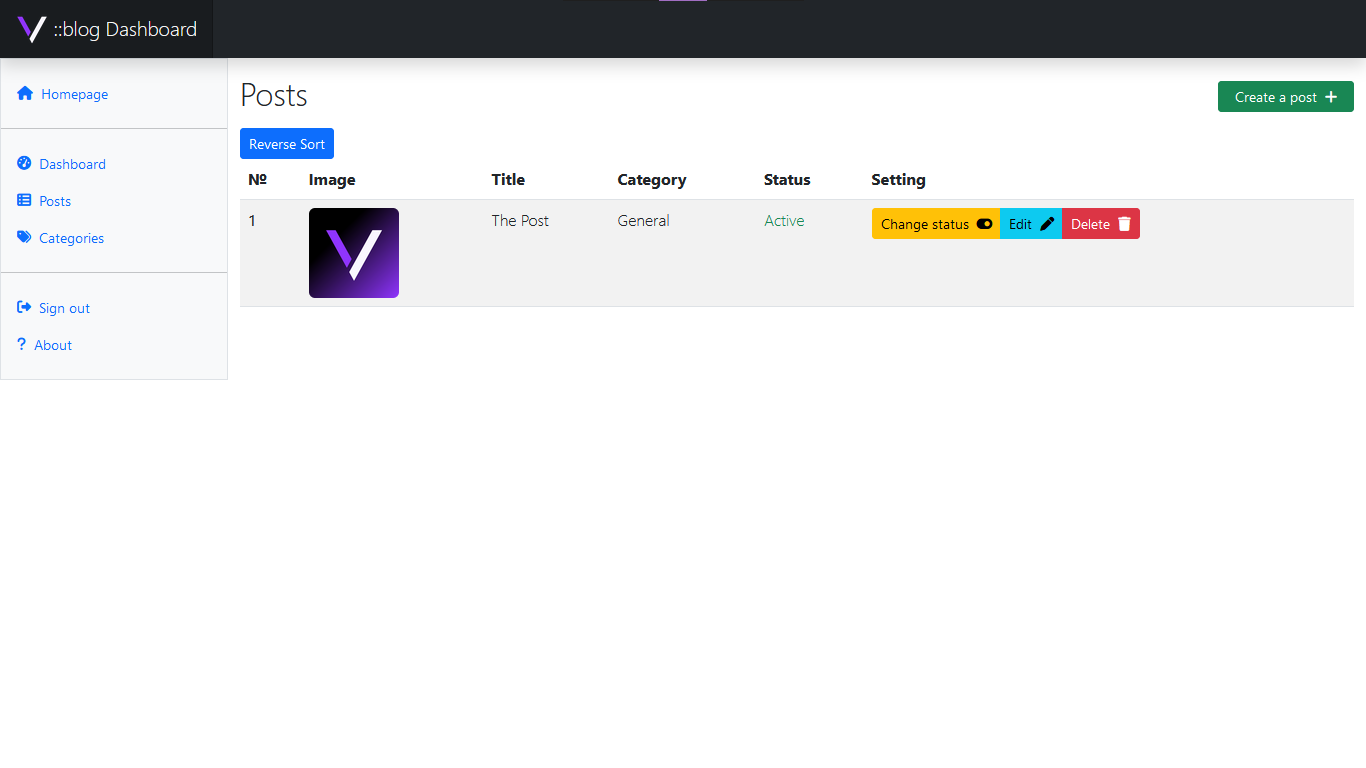 ::blog Dashboard
Homepage
Dashboard
Posts
Categories
Sign out
? About
Posts
Create a post +
Reverse Sort
№ Image Title Category Status Setting
1 The Post General Active Change status Edit Delete